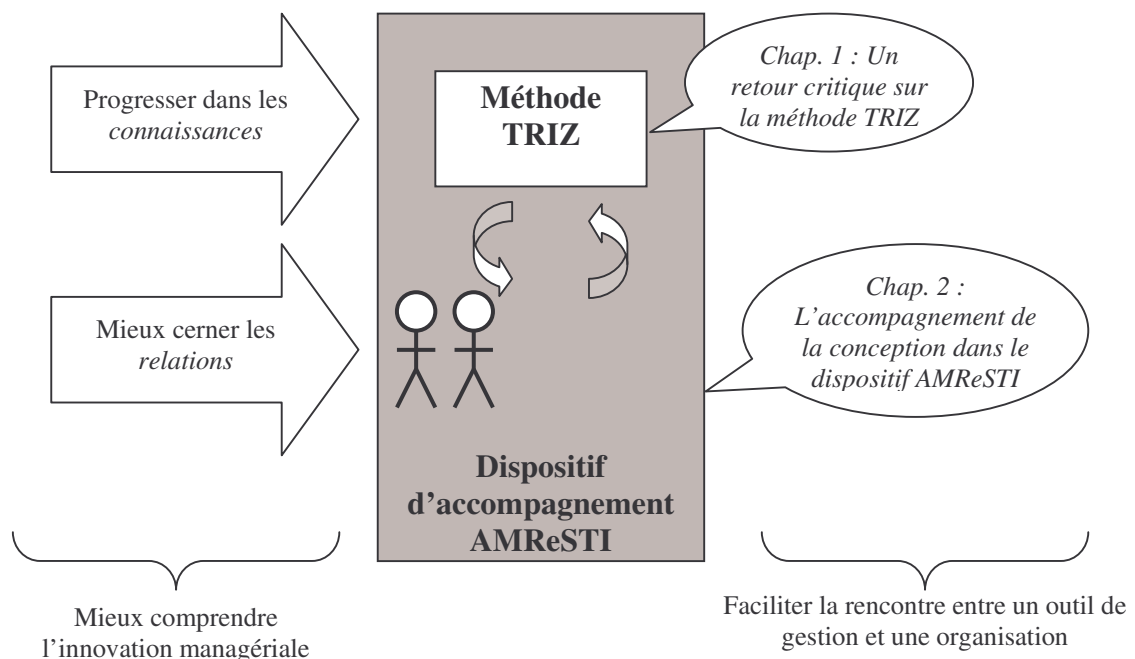 Progresser dans les
connaissances
Mieux cerner les
relations
Méthode
TRIZ
Dispositif
d’accompagnement
AMReSTI
Chap. 1 : Un
retour critique sur
la méthode TRIZ
Chap. 2 :
L’accompagnement de
la conception dans le
dispositif AMReSTI
Mieux comprendre
l’innovation managériale
Faciliter la rencontre entre un outil de
gestion et une organisation